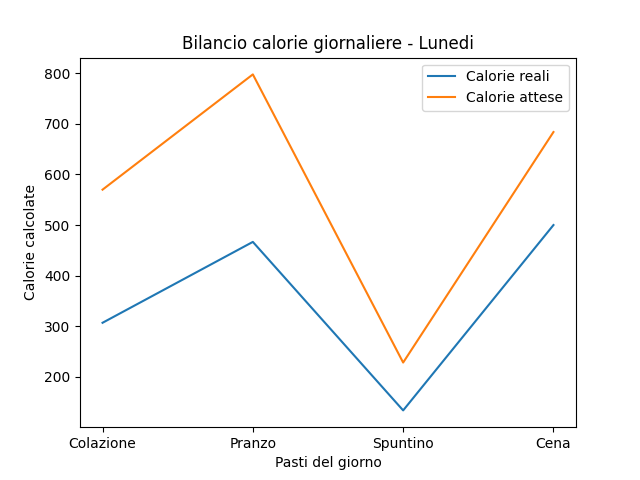 Bilancio calorie giornaliere - Lunedi
Calorie reali
Calorie attese
Calorie calcolate
800
700
600
500
400
300
200
Colazione
Pranzo
Spuntino
Cena
Pasti del giorno